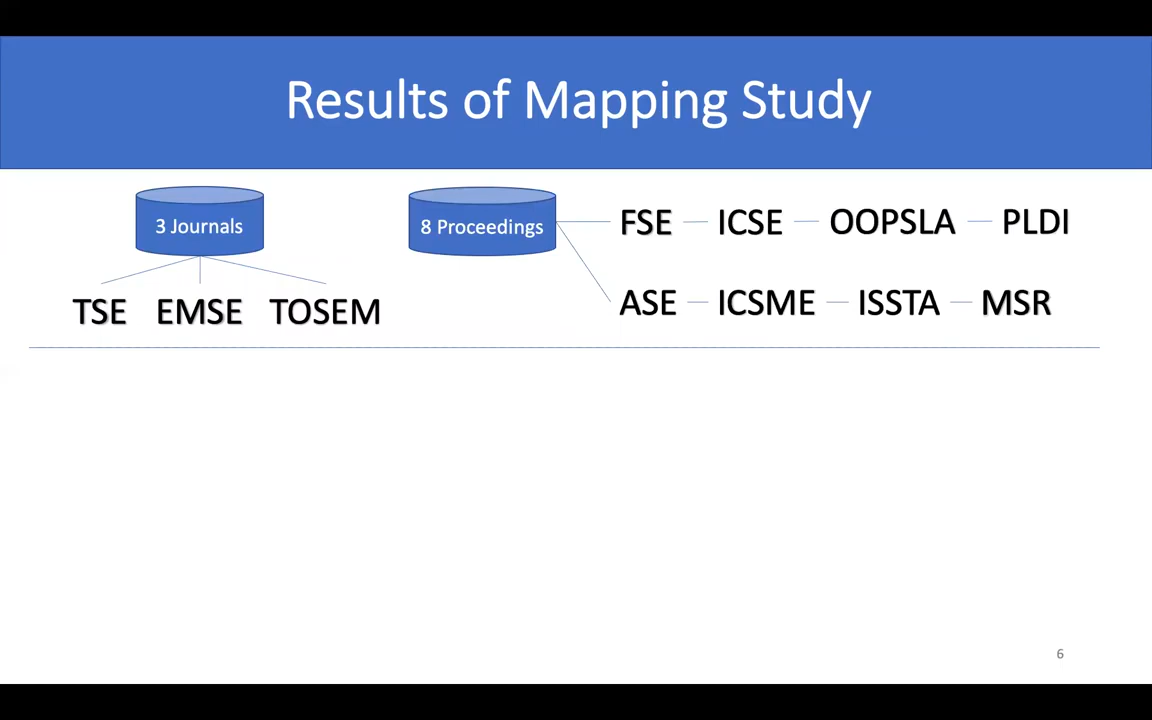 Results of Mapping Study
3 Journals
TSE EMSE TOSEM
8 Proceedings
FSE ICSE OOPSLA PLDI
ASE ICSME ISSTA MSR
6